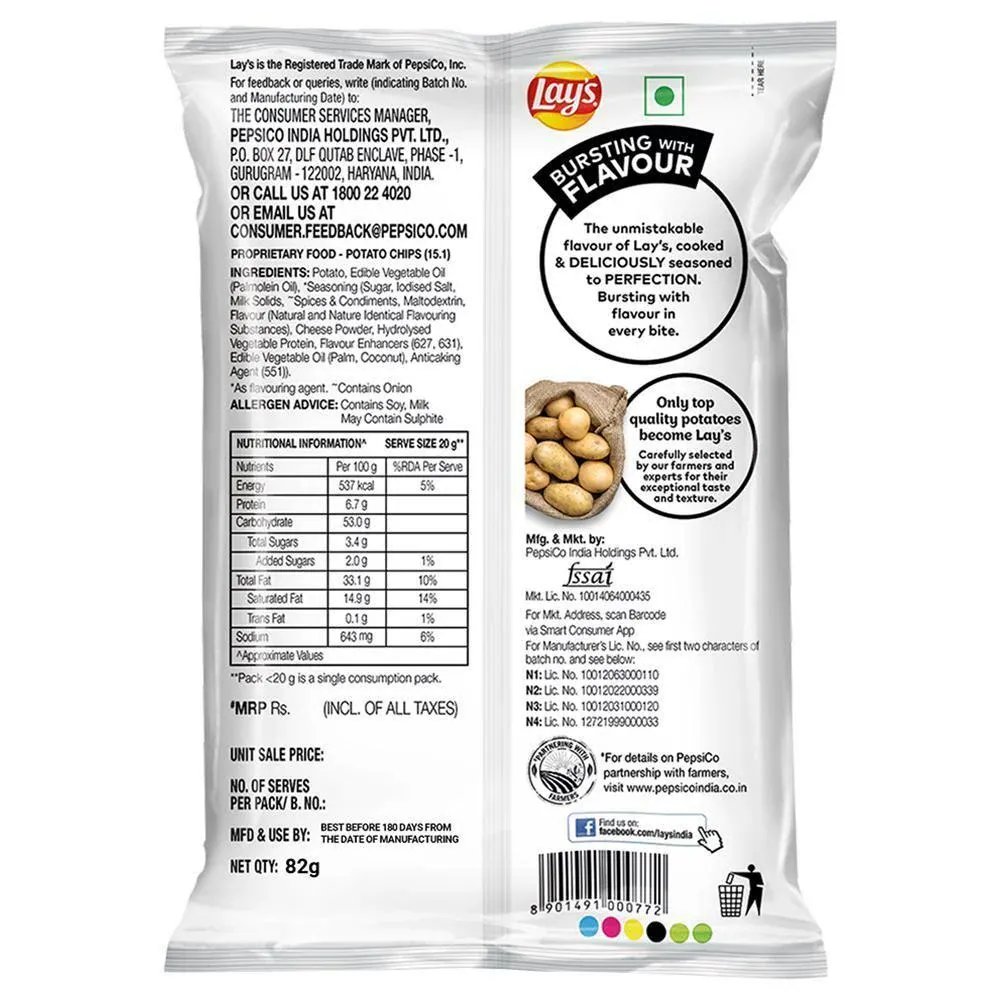 Lay's is the Registered Trade Mark of PepsiCo, Inc.
For feedback or queries, write (indicating Batch No.
and Manufacturing Date) to:
THE CONSUMER SERVICES MANAGER,
PEPSICO INDIA HOLDINGS PVT. LTD.,
P.O. BOX 27, DLF QUTAB ENCLAVE, PHASE -1,
GURUGRAM - 122002, HARYANA, INDIA.
OR CALL US AT 1800 22 4020
OR EMAIL US AT
CONSUMER.FEEDBACK@PEPSICO.COM
PROPRIETARY FOOD - POTATO CHIPS (15.1)
INGREDIENTS: Potato, Edible Vegetable Oil
(Palmolein Oil), *Seasoning (Sugar, Iodised Salt,
Milk Solids, ~Spices & Condiments, Maltodextrin,
Flavour (Natural and Nature Identical Flavouring
Substances), Cheese Powder, Hydrolysed
Vegetable Protein, Flavour Enhancers (627, 631),
Edible Vegetable Oil (Palm, Coconut), Anticaking
Agent (551)).
*As flavouring agent. ~Contains Onion
ALLERGEN ADVICE: Contains Soy, Milk
May Contain Sulphite
NUTRITIONAL INFORMATION^ SERVE SIZE 20 g**
Nutrients Per 100 g %RDA Per Serve
Energy 537 kcal 5%
Protein 6.7 g
Carbohydrate 53.0 g
Total Sugars 3.4 g
Added Sugars 2.0 g 1%
Total Fat 33.1 g 10%
Saturated Fat 14.9 g 14%
Trans Fat 0.1 g 1%
Sodium 643 mg 6%
^Approximate Values
**Pack <20 g is a single consumption pack.
#MRP Rs. (INCL. OF ALL TAXES)
UNIT SALE PRICE:
NO. OF SERVES
PER PACK/ B. NO.:
MFD & USE BY: BEST BEFORE 180 DAYS FROM
THE DATE OF MANUFACTURING
NET QTY: 82g
Lay's
TEAR HERE
BURSTING WITH
FLAVOUR
The unmistakable
flavour of Lay's, cooked
& DELICIOUSLY seasoned
to PERFECTION.
Bursting with
flavour in
every bite.
Only top
quality potatoes
become Lay's
Carefully selected
by our farmers and
experts for their
exceptional taste
and texture.
Mfg. & Mkt. by:
PepsiCo India Holdings Pvt. Ltd.
fssai
Mkt. Lic. No. 10014064000435
For Mkt. Address, scan Barcode
via Smart Consumer App
For Manufacturer's Lic. No., see first two characters of
batch no. and see below:
N1: Lic. No. 10012063000110
N2: Lic. No. 10012022000339
N3: Lic. No. 10012031000120
N4: Lic. No. 12721999000033
*PARTNERING WITH
FARMERS
*For details on PepsiCo
partnership with farmers,
visit www.pepsicoindia.co.in
f Find us on:
facebook.com/laysindia
8 901491 000772